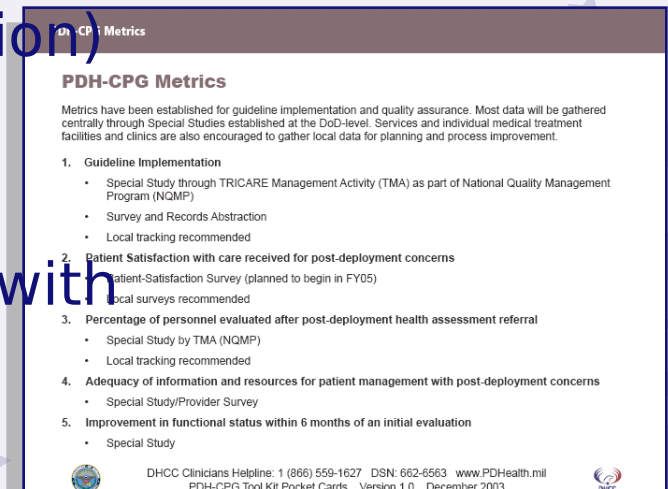 ion)
PDH-CPG Metrics
PDH-CPG Metrics
Metrics have been established for guideline implementation and quality assurance. Most data will be gathered
centrally through Special Studies established at the DoD-level. Services and individual medical treatment
facilities and clinics are also encouraged to gather local data for planning and process improvement.
1. Guideline Implementation
• Special Study through TRICARE Management Activity (TMA) as part of National Quality Management
Program (NQMP)
• Survey and Records Abstraction
• Local tracking recommended
2. Patient Satisfaction with care received for post-deployment concerns
with
• Patient-Satisfaction Survey (planned to begin in FY05)
• Local surveys recommended
3. Percentage of personnel evaluated after post-deployment health assessment referral
• Special Study by TMA (NQMP)
• Local tracking recommended
4. Adequacy of information and resources for patient management with post-deployment concerns
• Special Study/Provider Survey
5. Improvement in functional status within 6 months of an initial evaluation
• Special Study
DHCC Clinicians Helpline: 1 (866) 559-1627 DSN: 662-6563 www.PDHealth.mil
PDH-CPG Tool Kit Pocket Cards Version 1.0 December 2003
DHCC